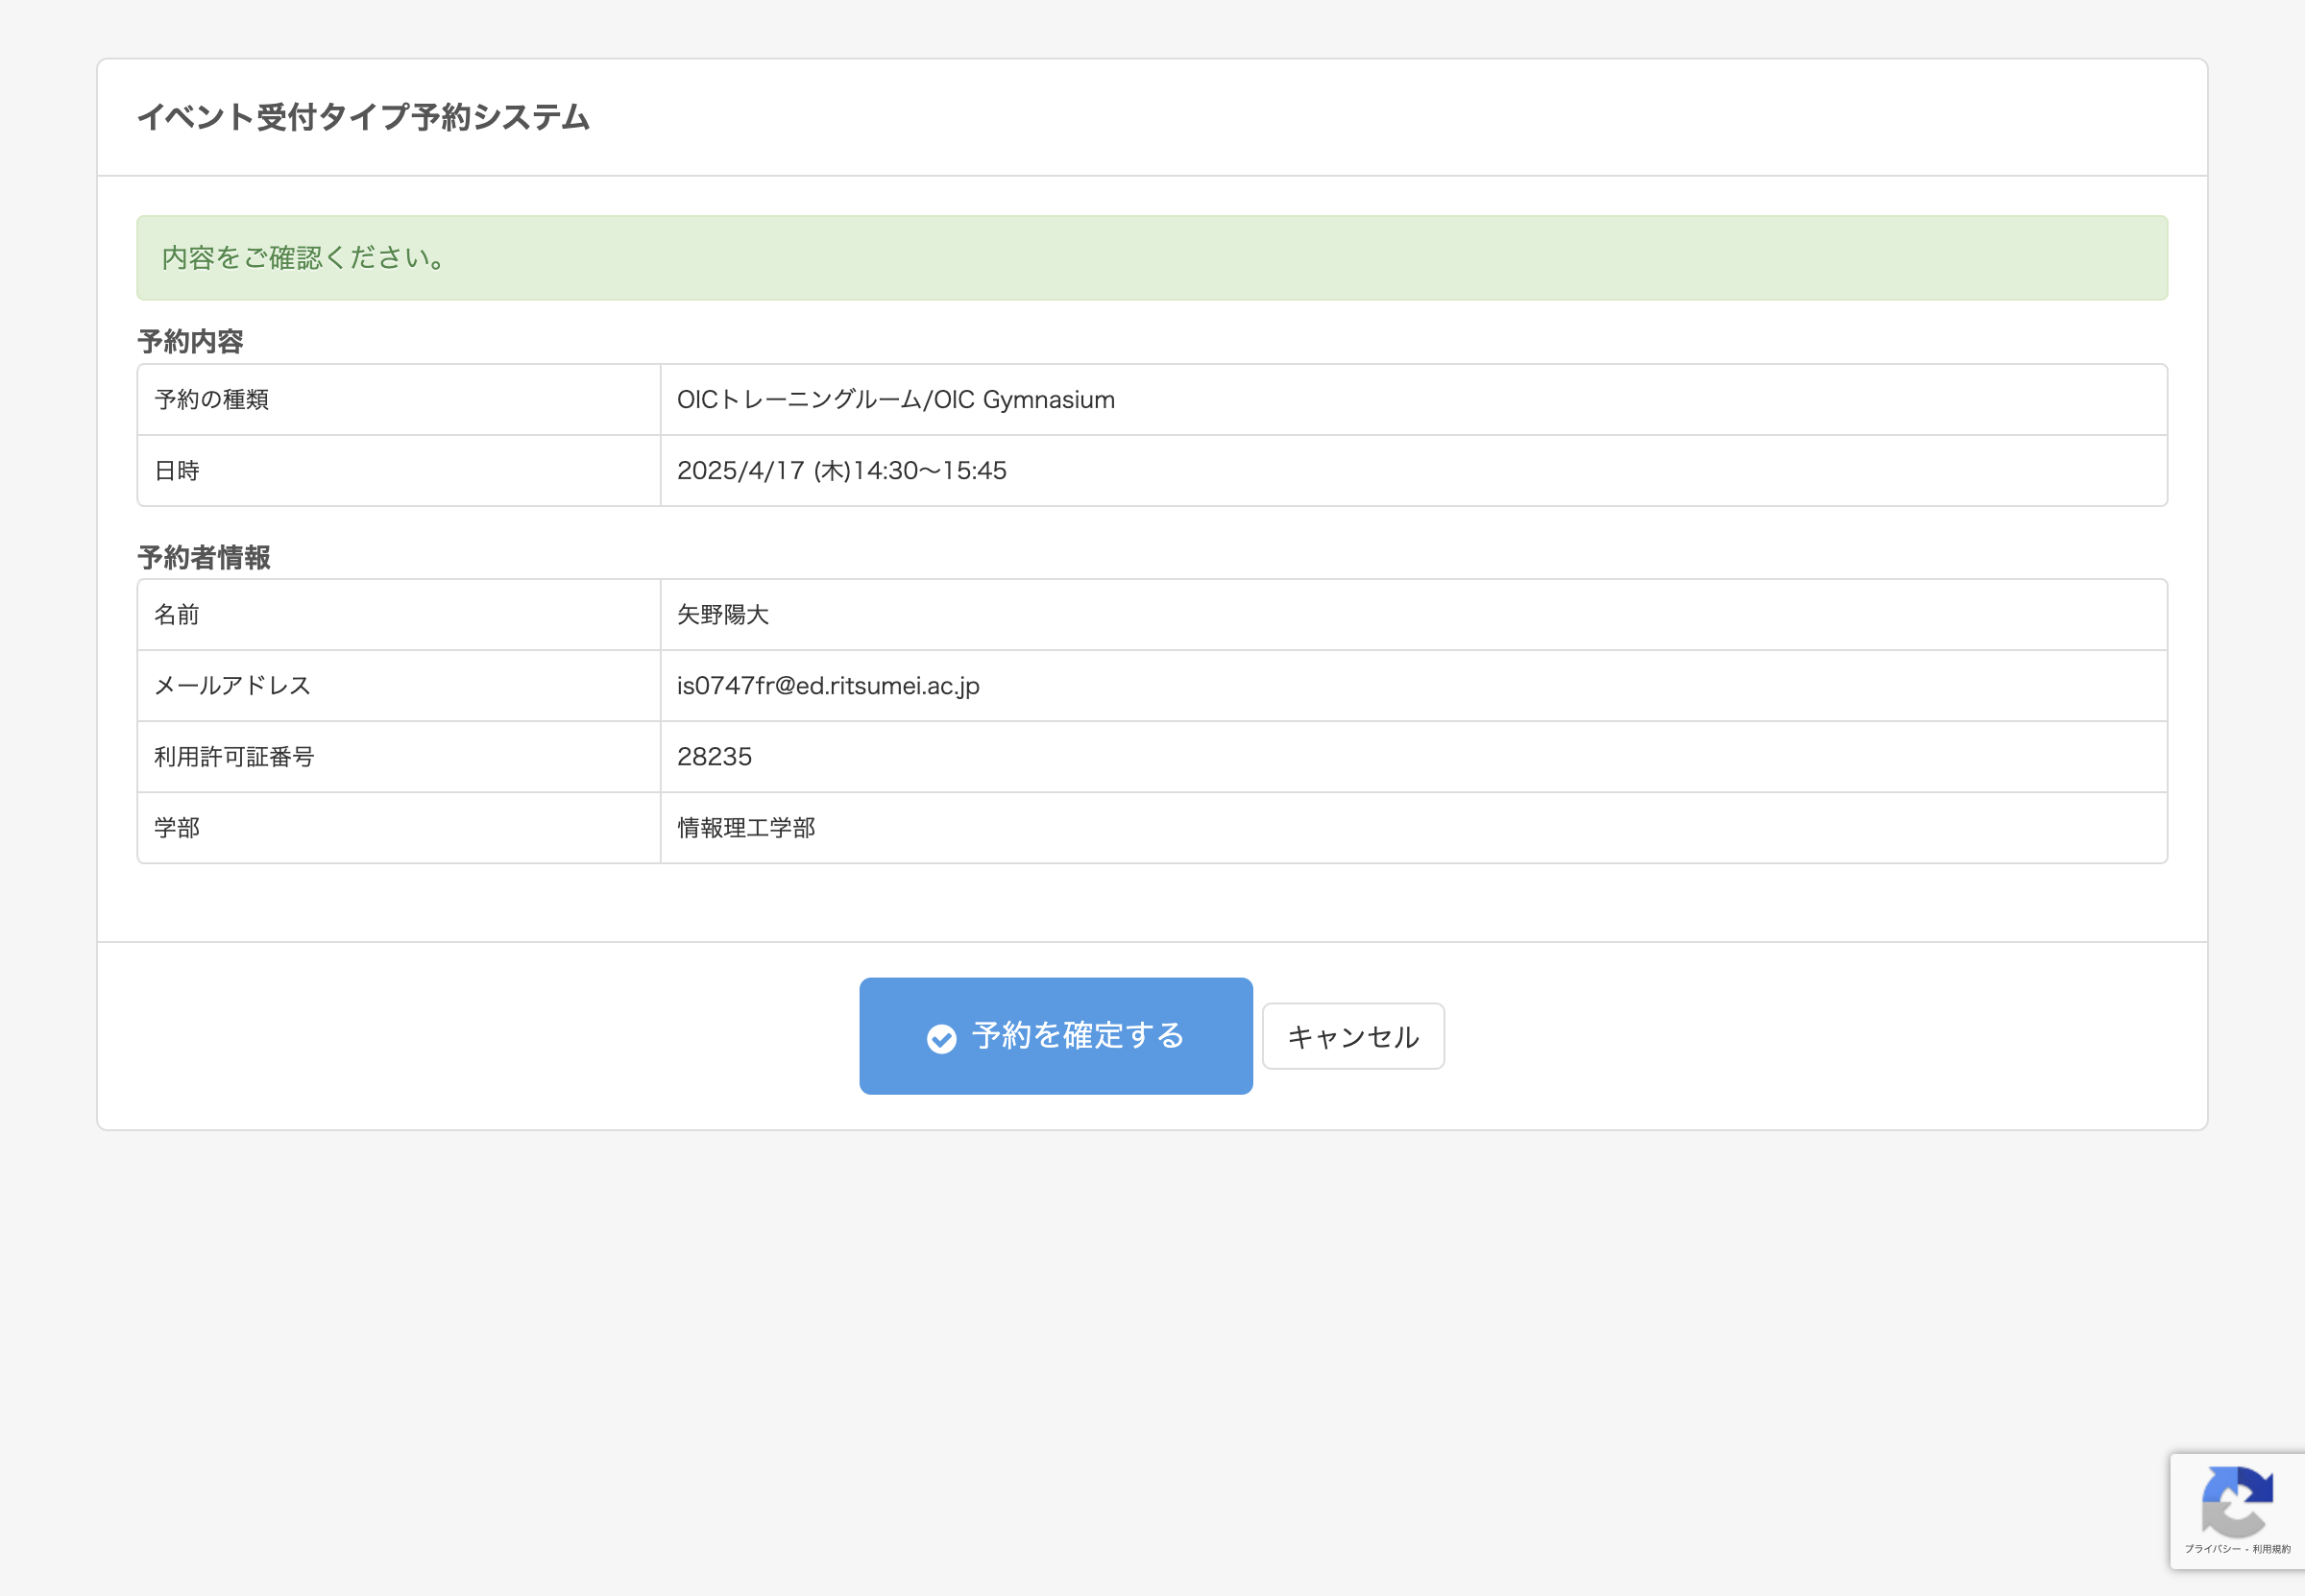 イベント受付タイプ予約システム
内容をご確認ください。
予約内容
予約の種類 OICトレーニングルーム/OIC Gymnasium
日時 2025/4/17 (木)14:30〜15:45
予約者情報
名前 矢野陽大
メールアドレス is0747fr@ed.ritsumei.ac.jp
利用許可証番号 28235
学部 情報理工学部
予約を確定する キャンセル
プライバシー - 利用規約